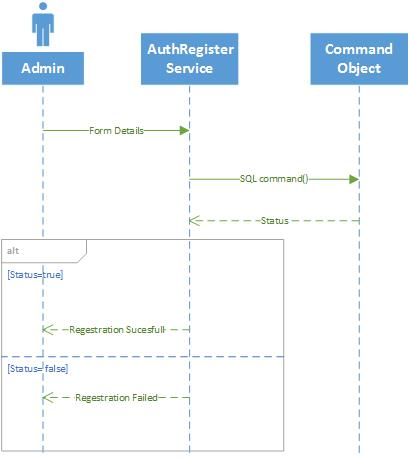 Admin
AuthRegister
Service
Command
Object
Form Details
SQL command()
Status
alt
[Status=true]
Regestration Sucesfull
[Status= false]
Regestration Failed